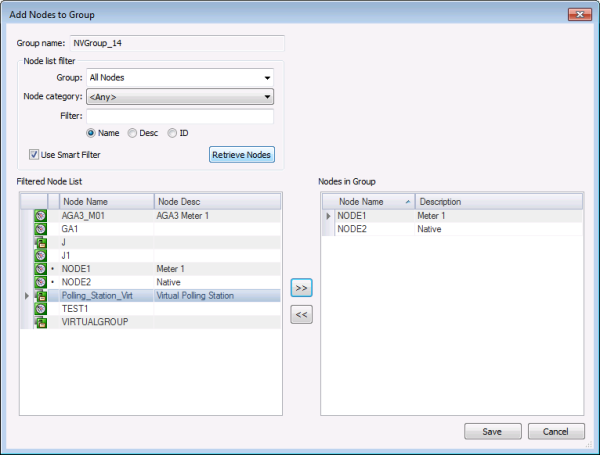 Add Nodes to Group
Group name: NVGroup_14
Node list filter
Group: All Nodes
Node category: <Any>
Filter:
Name Desc ID
Use Smart Filter Retrieve Nodes
Filtered Node List
Node Name Node Desc
AGA3_M01 AGA3 Meter 1
GA1
J
J1
NODE1 Meter 1
NODE2 Native
Polling_Station_Virt Virtual Polling Station
TEST1
VIRTUALGROUP
>>
<<
Nodes in Group
Node Name Description
NODE1 Meter 1
NODE2 Native
Save Cancel